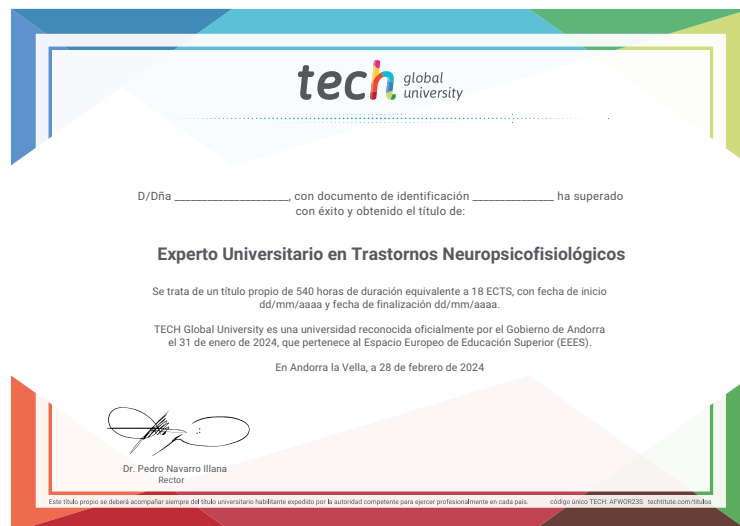 tech global
university
D/Dña _____________________, con documento de identificación _______________ ha superado
con éxito y obtenido el título de:
Experto Universitario en Trastornos Neuropsicofisiológicos
Se trata de un título propio de 540 horas de duración equivalente a 18 ECTS, con fecha de inicio
dd/mm/aaaa y fecha de finalización dd/mm/aaaa.
TECH Global University es una universidad reconocida oficialmente por el Gobierno de Andorra
el 31 de enero de 2024, que pertenece al Espacio Europeo de Educación Superior (EEES).
En Andorra la Vella, a 28 de febrero de 2024
Dr. Pedro Navarro Illana
Rector
Este título propio se deberá acompañar siempre del título universitario habilitante expedido por la autoridad competente para ejercer profesionalmente en cada país. código único TECH: AFWOR23S techtitute.com/titulos